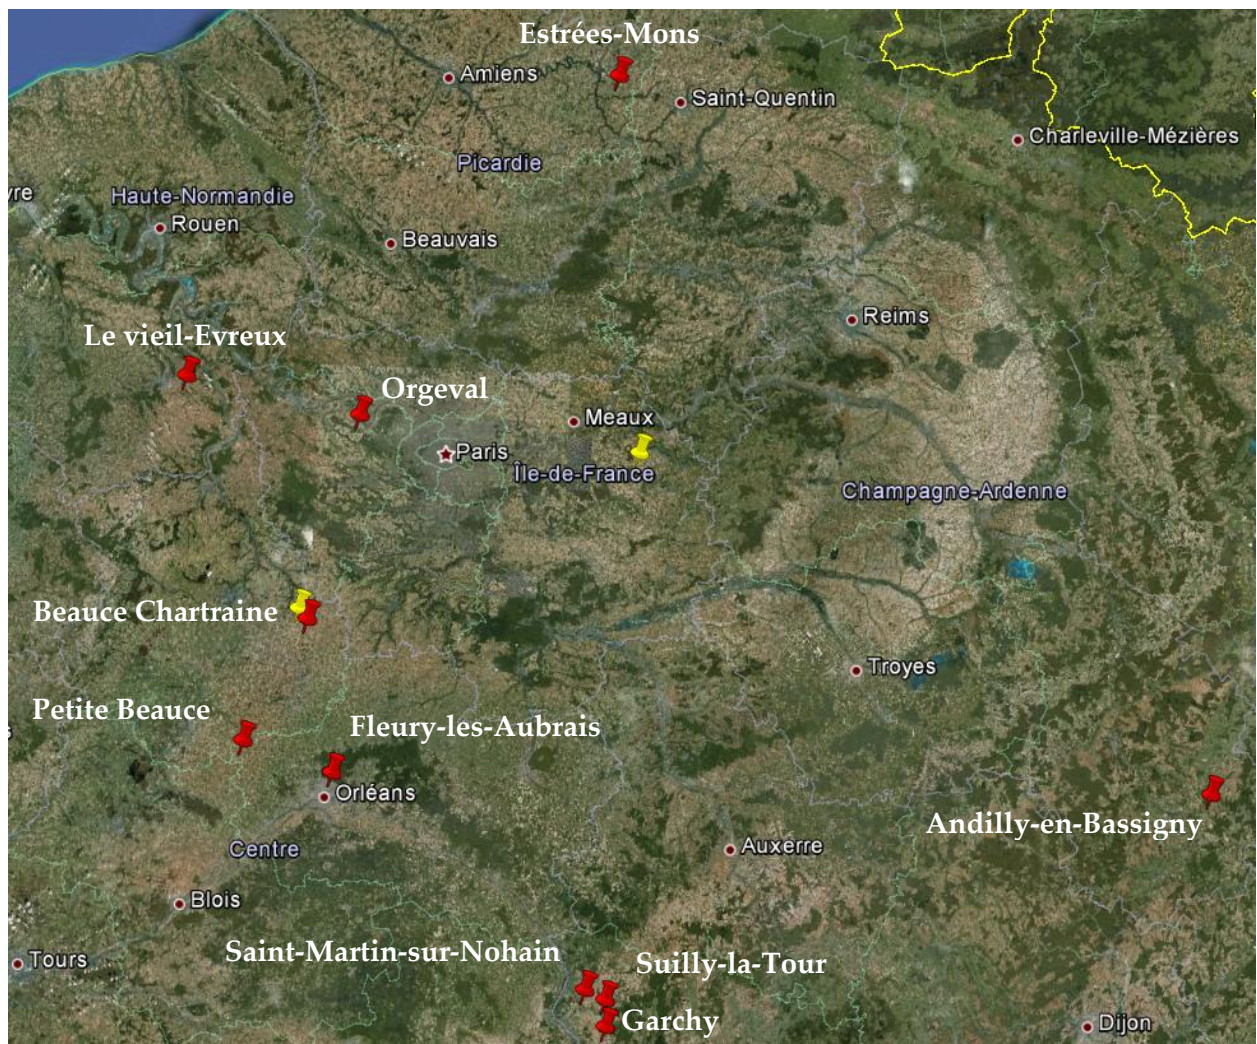 Estrées-Mons
Amiens
Saint-Quentin
Charleville-Mézières
Picardie
vre
Haute-Normandie
Rouen
Beauvais
Reims
Le vieil-Evreux
Orgeval
Meaux
Paris
Île-de-France
Champagne-Ardenne
Beauce Chartraine
Troyes
Petite Beauce
Fleury-les-Aubrais
s
Orléans
Andilly-en-Bassigny
Centre
Auxerre
Blois
Saint-Martin-sur-Nohain
Suilly-la-Tour
Tours
Garchy
Dijon